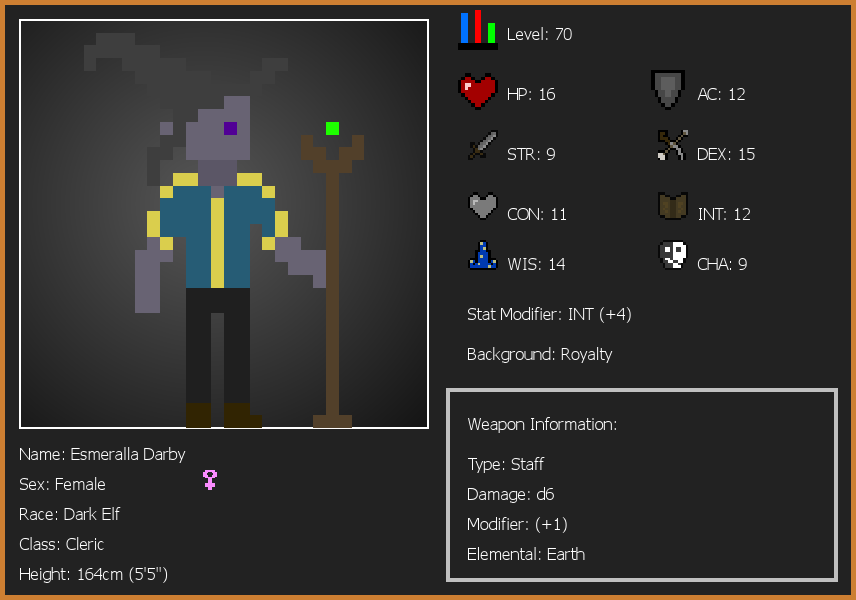 Level: 70
HP: 16
AC: 12
STR: 9
DEX: 15
CON: 11
INT: 12
WIS: 14
CHA: 9
Stat Modifier: INT (+4)
Background: Royalty
Weapon Information:
Type: Staff
Damage: d6
Modifier: (+1)
Elemental: Earth
Name: Esmeralla Darby
Sex: Female
Race: Dark Elf
Class: Cleric
Height: 164cm (5'5")